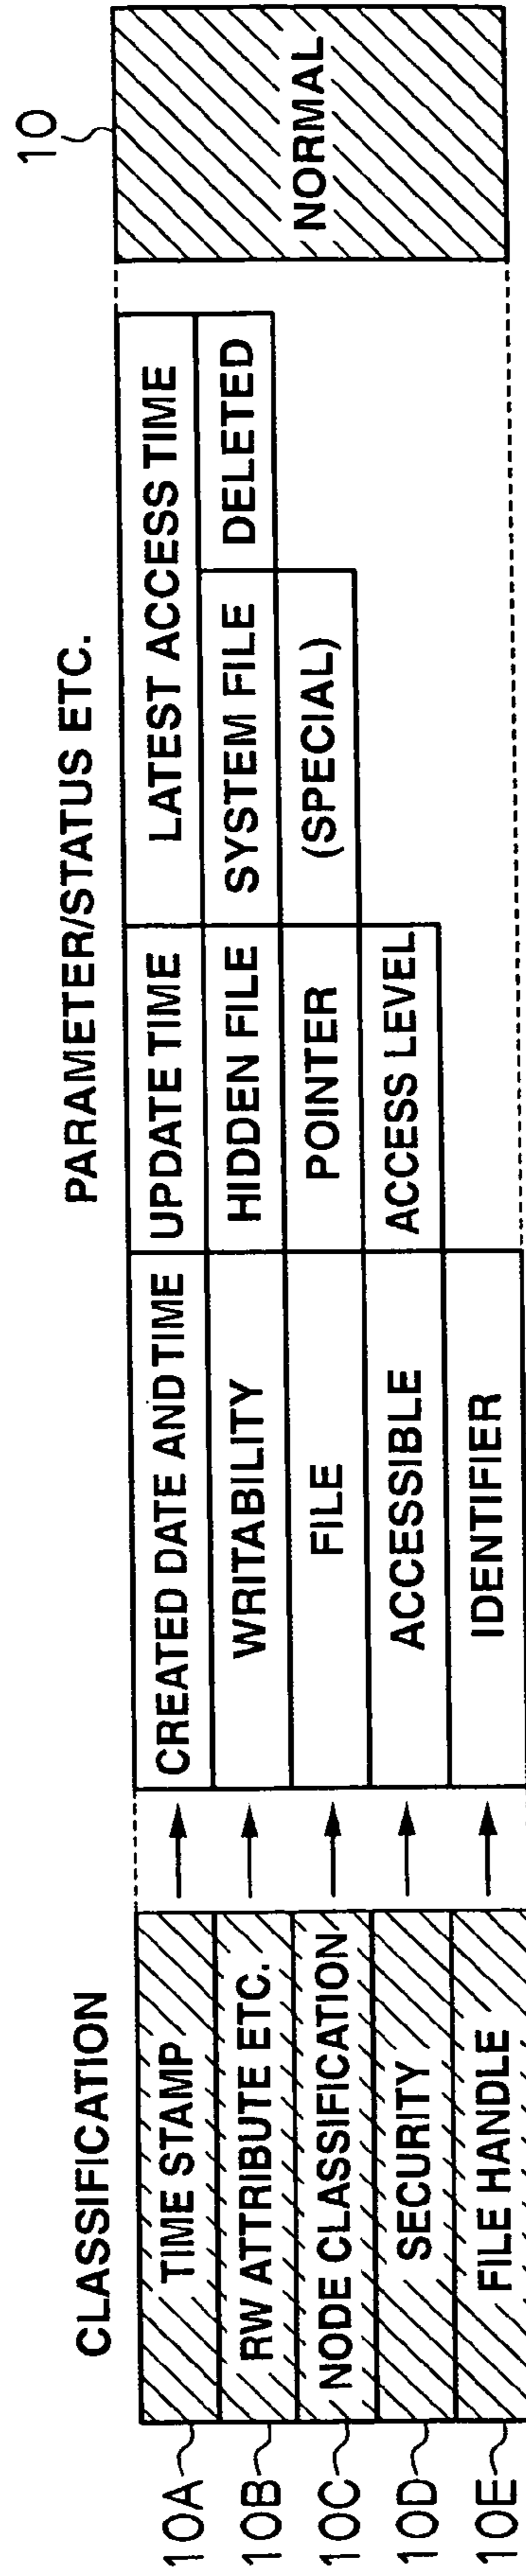 CLASSIFICATION
PARAMETER/STATUS ETC.
10
10A TIME STAMP CREATED DATE AND TIME UPDATE TIME LATEST ACCESS TIME
10B RW ATTRIBUTE ETC. WRITABILITY HIDDEN FILE SYSTEM FILE DELETED
10C NODE CLASSIFICATION FILE POINTER (SPECIAL)
10D SECURITY ACCESSIBLE ACCESS LEVEL
10E FILE HANDLE IDENTIFIER
NORMAL